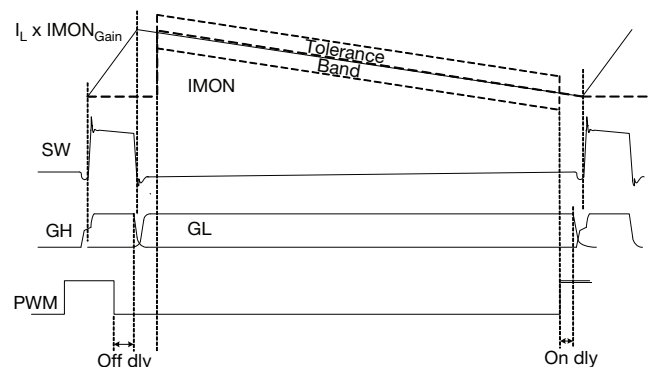 I_L x IMON_Gain
Tolerance
Band
IMON
SW
GH
GL
PWM
Off dly
On dly